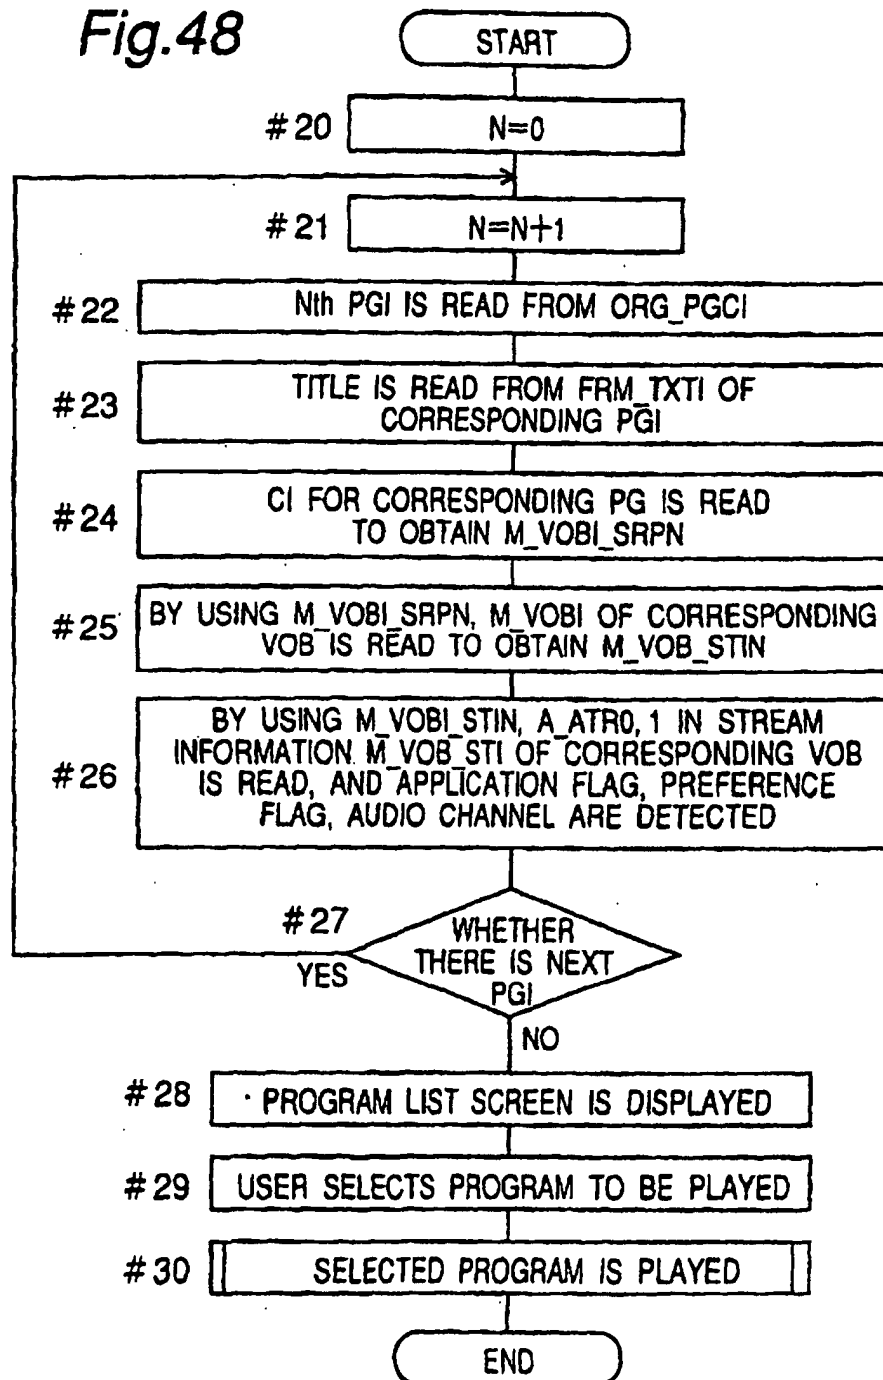 Fig.48
START
#20
N=0
#21
N=N+1
#22
Nth PGI IS READ FROM ORG_PGCI
#23
TITLE IS READ FROM FRM_TXTI OF
CORRESPONDING PGI
#24
CI FOR CORRESPONDING PG IS READ
TO OBTAIN M_VOBI_SRPN
#25
BY USING M_VOBI_SRPN, M_VOBI OF CORRESPONDING
VOB IS READ TO OBTAIN M_VOB_STIN
#26
BY USING M_VOBI_STIN, A_ATR0, 1 IN STREAM
INFORMATION M_VOB_STI OF CORRESPONDING VOB
IS READ, AND APPLICATION FLAG, PREFERENCE
FLAG, AUDIO CHANNEL ARE DETECTED
#27
WHETHER
THERE IS NEXT
PGI
YES
NO
#28
PROGRAM LIST SCREEN IS DISPLAYED
#29
USER SELECTS PROGRAM TO BE PLAYED
#30
SELECTED PROGRAM IS PLAYED
END